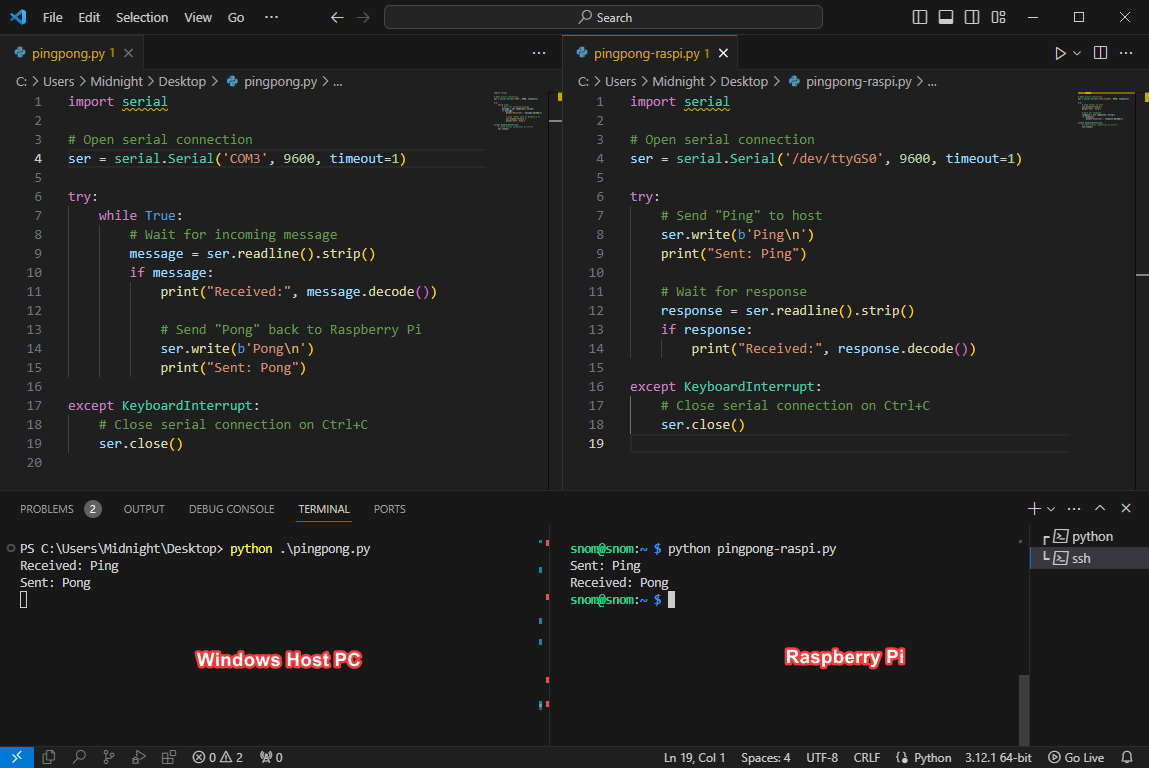 File Edit Selection View Go ··· Search
pingpong.py 1
C: > Users > Midnight > Desktop > pingpong.py > ...
1 import serial
2
3 # Open serial connection
4 ser = serial.Serial('COM3', 9600, timeout=1)
5
6 try:
7 while True:
8 # Wait for incoming message
9 message = ser.readline().strip()
10 if message:
11 print("Received:", message.decode())
12
13 # Send "Pong" back to Raspberry Pi
14 ser.write(b'Pong\n')
15 print("Sent: Pong")
16
17 except KeyboardInterrupt:
18 # Close serial connection on Ctrl+C
19 ser.close()
20
pingpong-raspi.py 1
C: > Users > Midnight > Desktop > pingpong-raspi.py > ...
1 import serial
2
3 # Open serial connection
4 ser = serial.Serial('/dev/ttyGS0', 9600, timeout=1)
5
6 try:
7 # Send "Ping" to host
8 ser.write(b'Ping\n')
9 print("Sent: Ping")
10
11 # Wait for response
12 response = ser.readline().strip()
13 if response:
14 print("Received:", response.decode())
15
16 except KeyboardInterrupt:
17 # Close serial connection on Ctrl+C
18 ser.close()
19
PROBLEMS 2 OUTPUT DEBUG CONSOLE TERMINAL PORTS
PS C:\Users\Midnight\Desktop> python .\pingpong.py
Received: Ping
Sent: Pong
Windows Host PC
snom@snom:~ $ python pingpong-raspi.py
Sent: Ping
Received: Pong
snom@snom:~ $
Raspberry Pi
python
ssh
0 2 0 Ln 19, Col 1 Spaces: 4 UTF-8 CRLF Python 3.12.1 64-bit Go Live